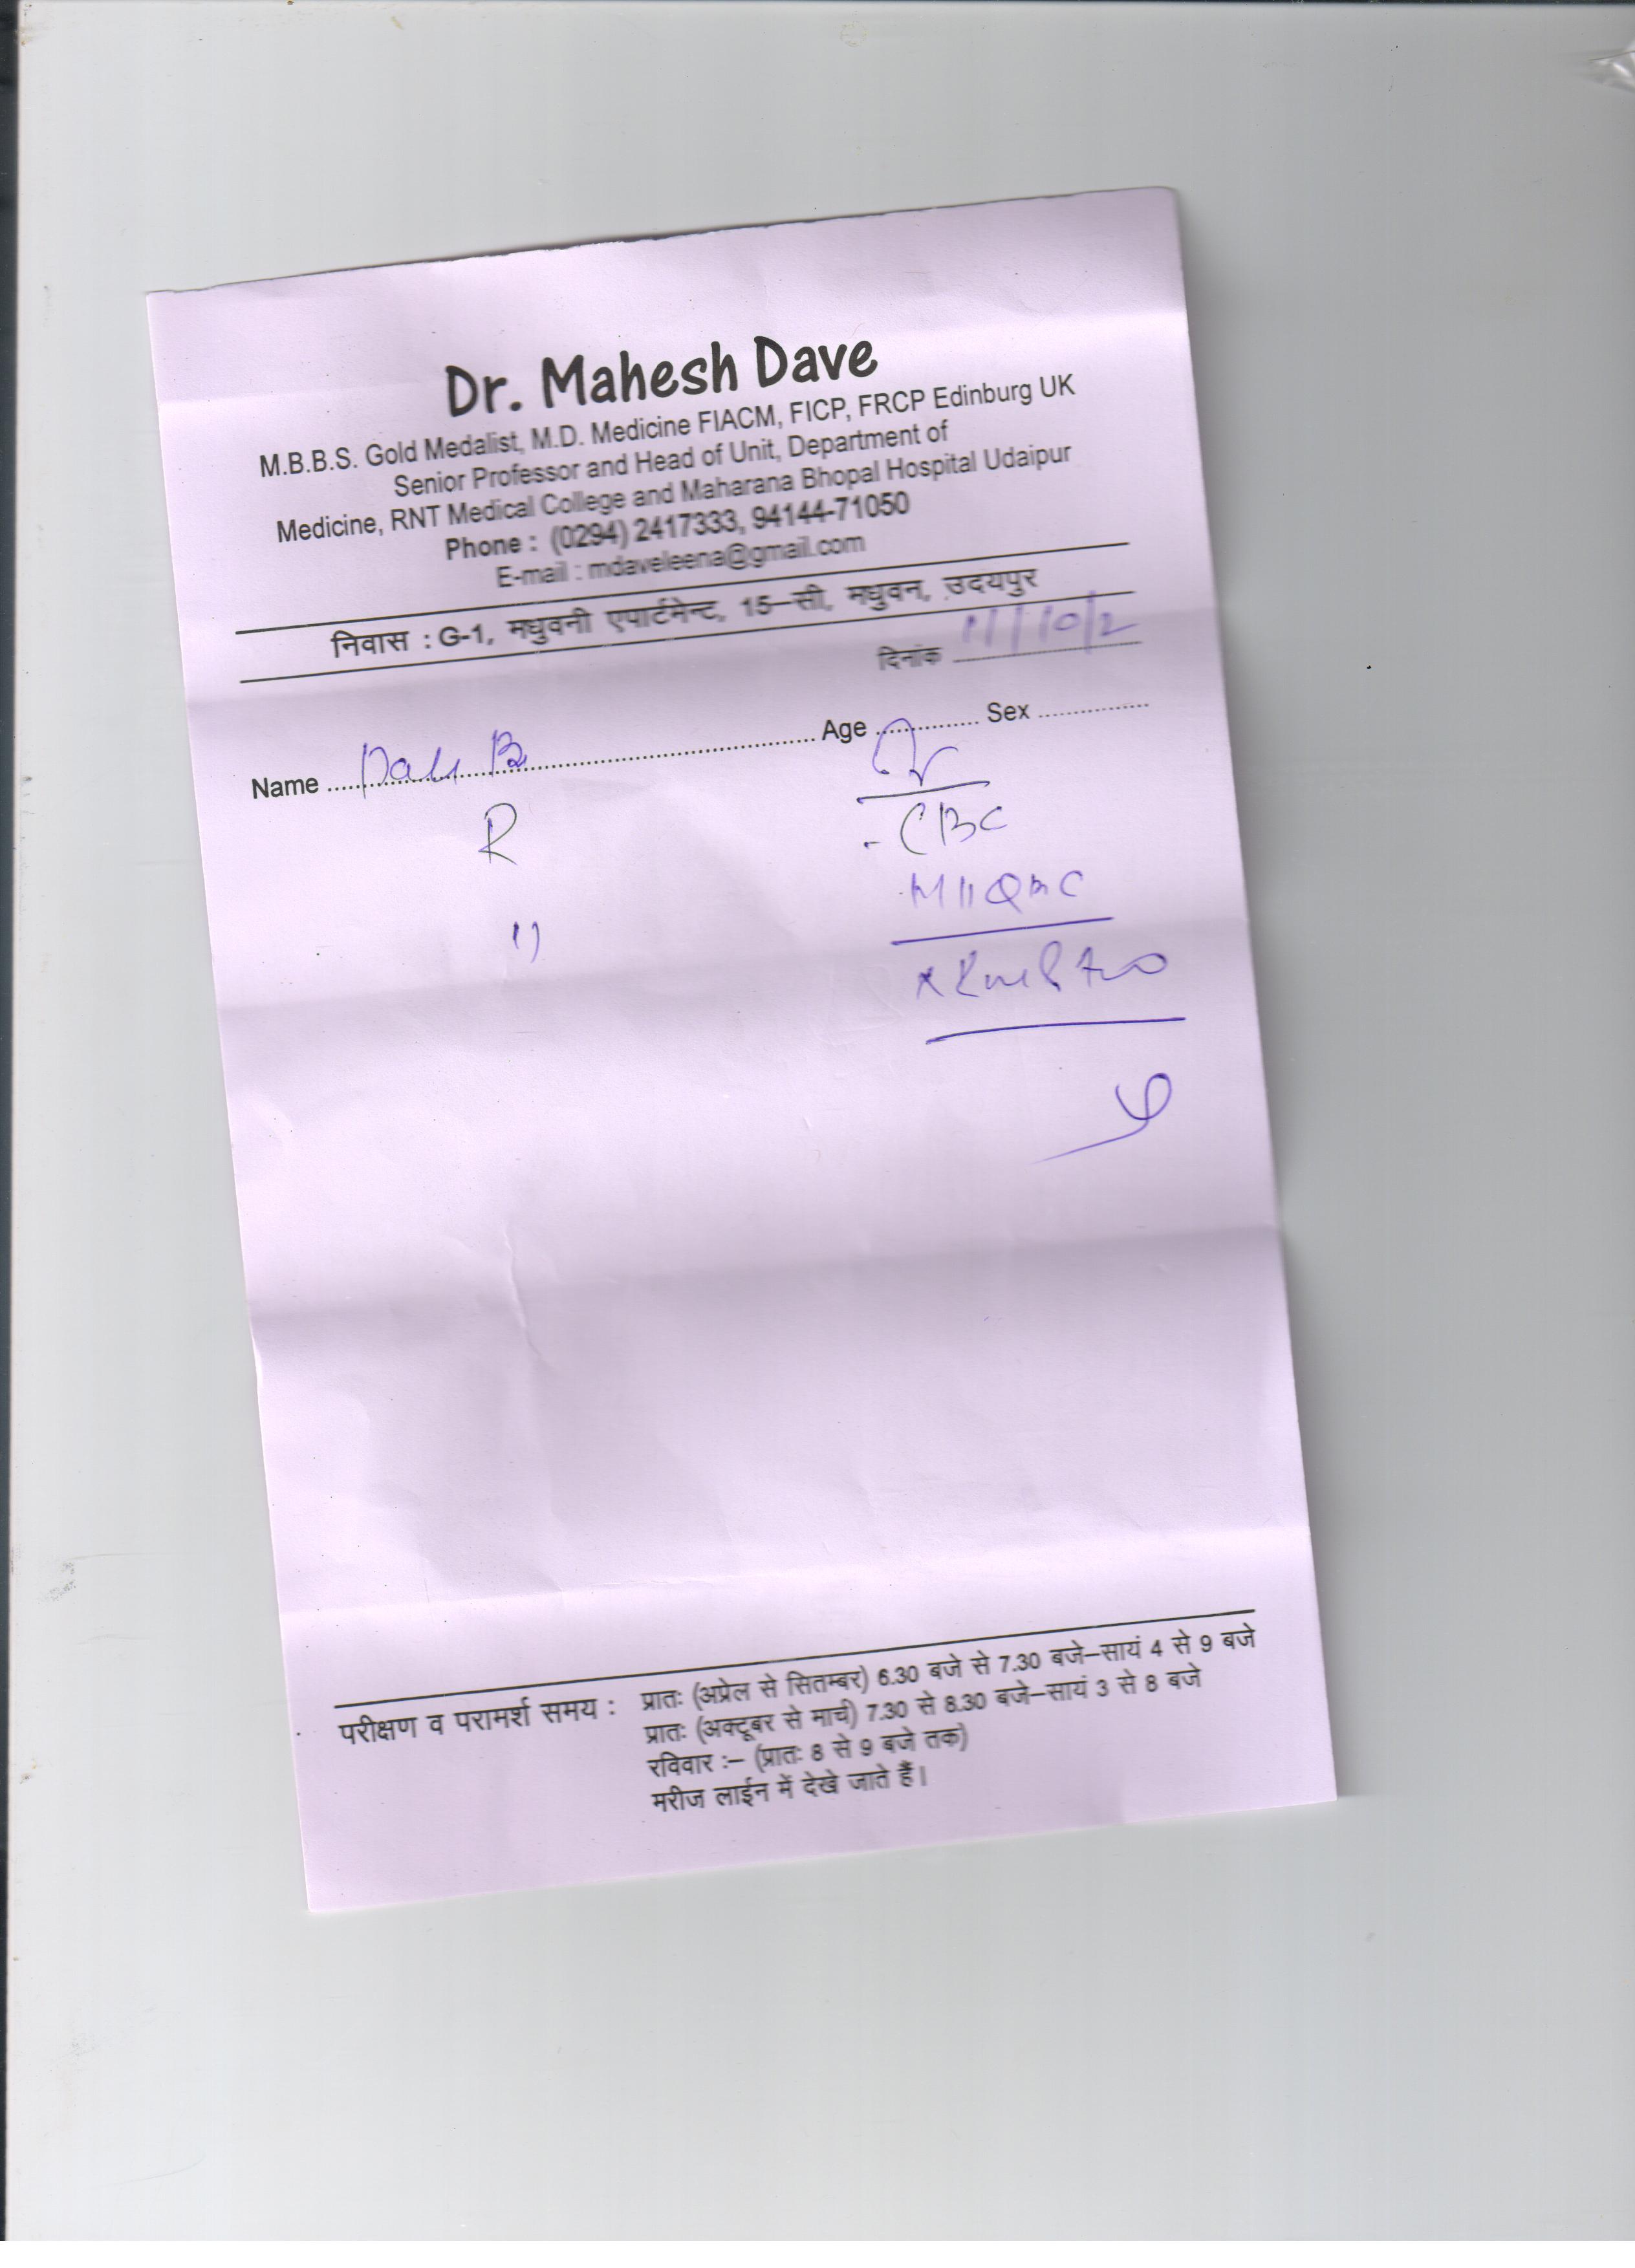 Dr. Mahesh Dave
M.B.B.S. Gold Medalist, M.D. Medicine FIACM, FICP, FRCP Edinburg UK
Senior Professor and Head of Unit, Department of
Medicine, RNT Medical College and Maharana Bhopal Hospital Udaipur
Phone : (0294) 2417333, 94144-71050
E-mail : mdaveleena@gmail.com
निवास : G-1, मधुवनी एपार्टमेन्ट, 15–सी, मधुवन, उदयपुर
दिनांक 11/10/2
Name Age Sex
R
- CBC
परीक्षण व परामर्श समय : प्रातः (अप्रेल से सितम्बर) 6.30 बजे से 7.30 बजे–सायं 4 से 9 बजे
प्रातः (अक्टूबर से मार्च) 7.30 से 8.30 बजे–सायं 3 से 8 बजे
रविवार :– (प्रातः 8 से 9 बजे तक)
मरीज लाईन में देखे जाते हैं।